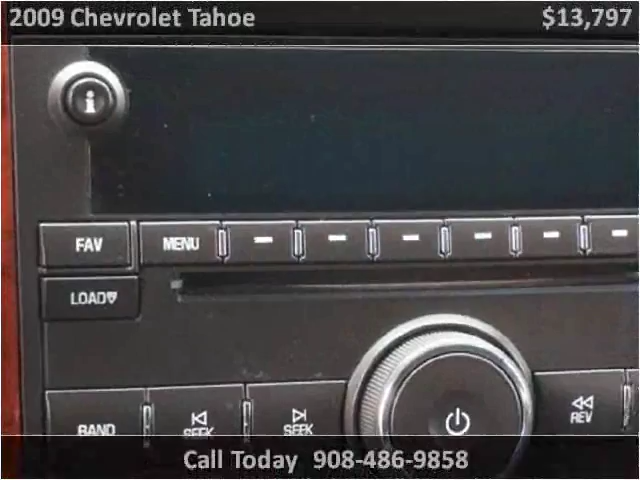 2009 Chevrolet Tahoe $13,797
i
FAV MENU
LOAD
BAND SEEK SEEK REV
Call Today 908-486-9858